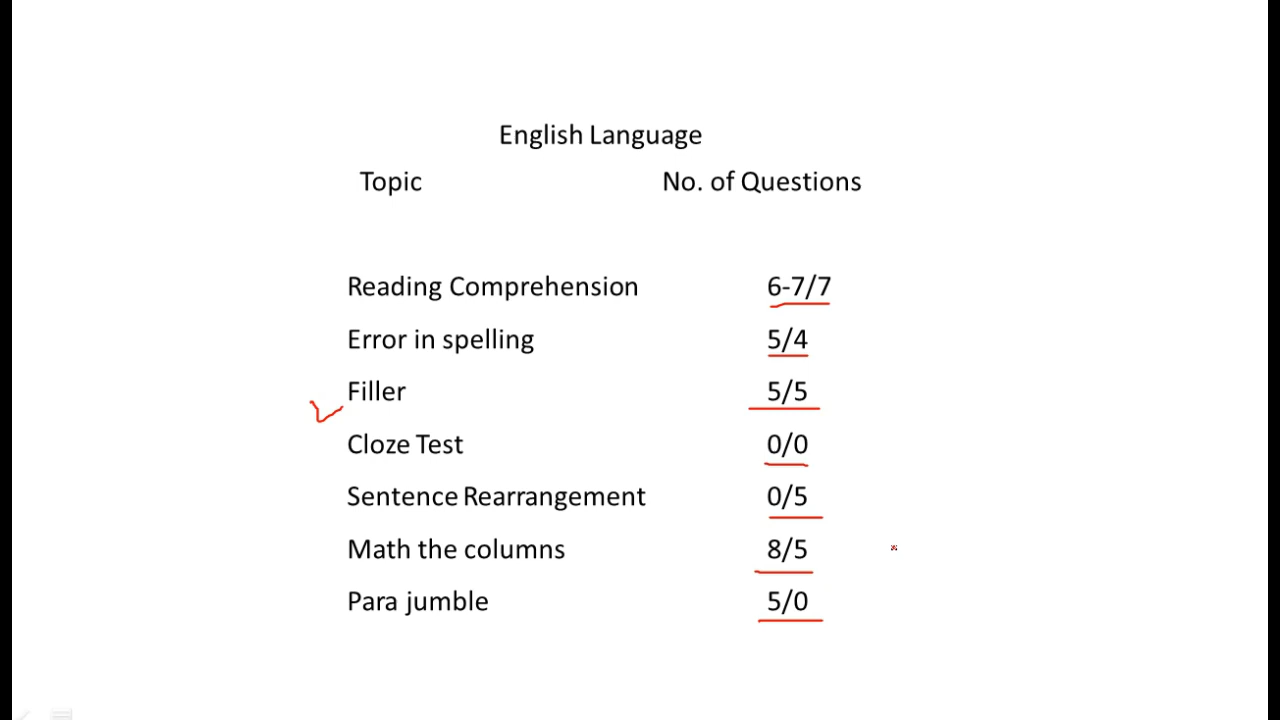 English Language
Topic No. of Questions
Reading Comprehension 6-7/7
Error in spelling 5/4
Filler 5/5
Cloze Test 0/0
Sentence Rearrangement 0/5
Math the columns 8/5
Para jumble 5/0